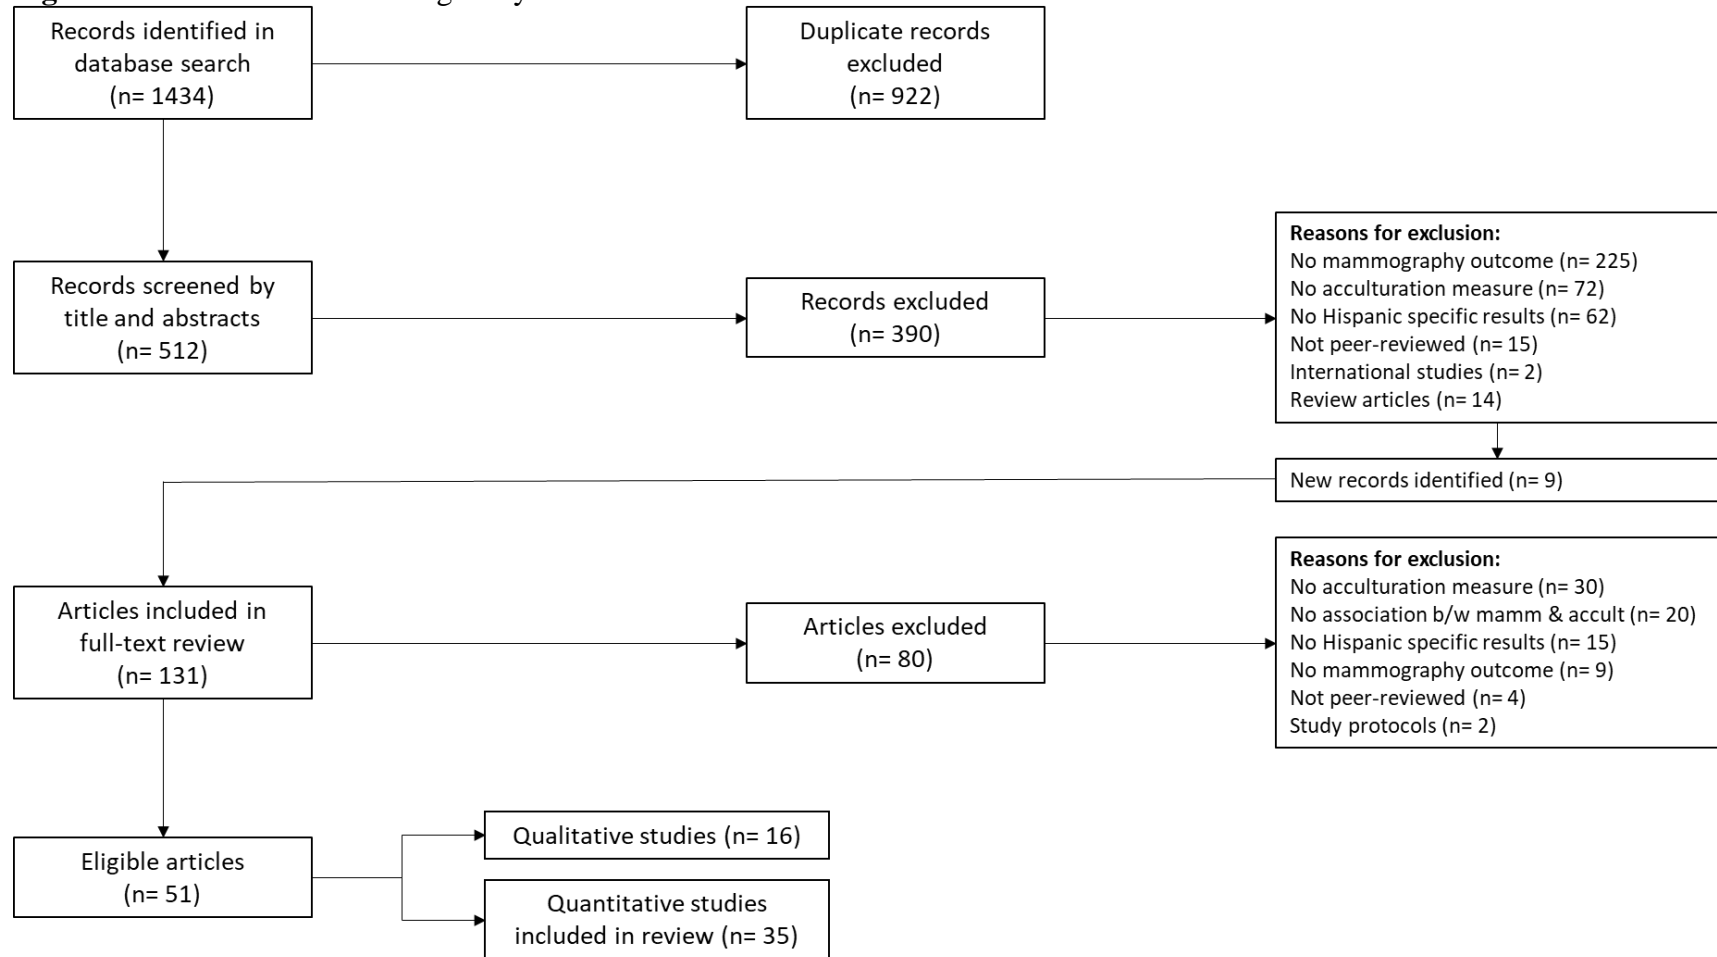 Records identified in
database search
(n= 1434)
Duplicate records
excluded
(n= 922)
Records screened by
title and abstracts
(n= 512)
Records excluded
(n= 390)
Reasons for exclusion:
No mammography outcome (n= 225)
No acculturation measure (n= 72)
No Hispanic specific results (n= 62)
Not peer-reviewed (n= 15)
International studies (n= 2)
Review articles (n= 14)
New records identified (n= 9)
Articles included in
full-text review
(n= 131)
Articles excluded
(n= 80)
Reasons for exclusion:
No acculturation measure (n= 30)
No association b/w mamm & accult (n= 20)
No Hispanic specific results (n= 15)
No mammography outcome (n= 9)
Not peer-reviewed (n= 4)
Study protocols (n= 2)
Eligible articles
(n= 51)
Qualitative studies (n= 16)
Quantitative studies
included in review (n= 35)